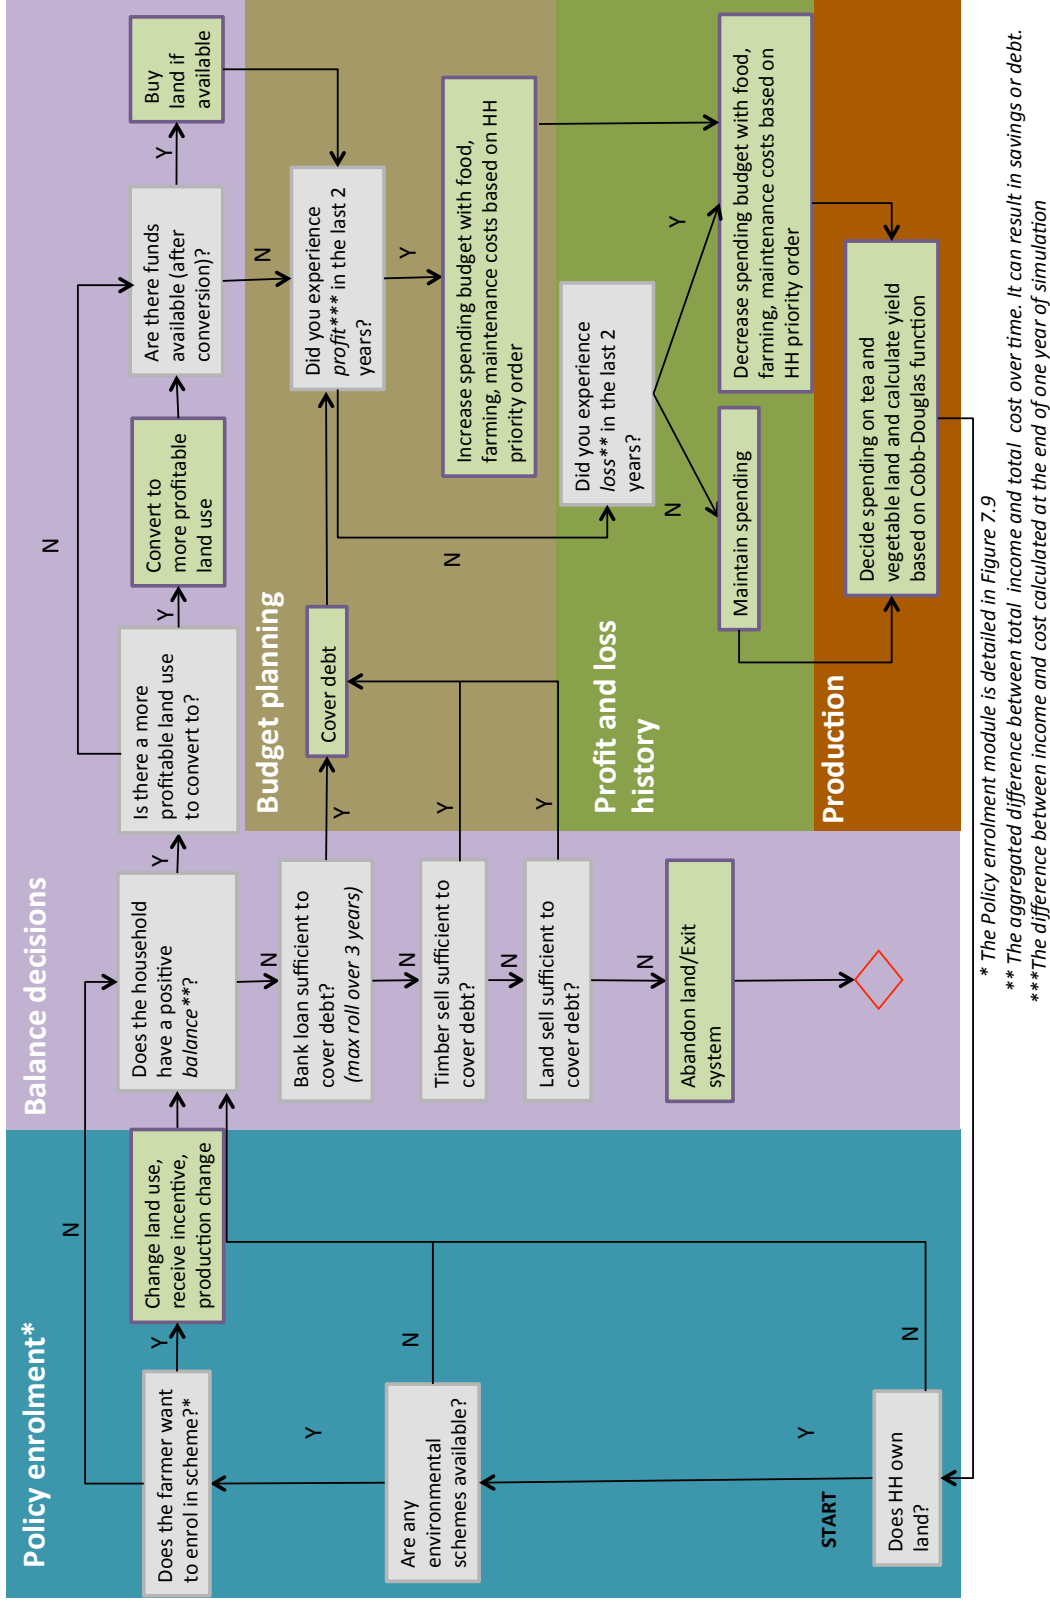 Policy enrolment*
Does the farmer want
to enrol in scheme?*
Y
N
Change land use,
receive incentive,
production change
Are any
environmental
schemes available?
Y
N
START
Does HH own
land?
Y
N
Balance decisions
Does the household
have a positive
balance**?
Y
N
Is there a more
profitable land use
to convert to?
Y
N
Convert to
more profitable
land use
Are there funds
available (after
conversion)?
Y
N
Buy
land if
available
Bank loan sufficient to
cover debt?
(max roll over 3 years)
Y
N
Timber sell sufficient to
cover debt?
Y
N
Land sell sufficient to
cover debt?
Y
N
Abandon land/Exit
system
Budget planning
Cover debt
Did you experience
profit*** in the last 2
years?
Y
N
Increase spending budget with food,
farming, maintenance costs based on HH
priority order
Profit and loss
history
Did you experience
loss** in the last 2
years?
N
Y
Maintain spending
Decrease spending budget with food,
farming, maintenance costs based on
HH priority order
Production
Decide spending on tea and
vegetable land and calculate yield
based on Cobb-Douglas function
* The Policy enrolment module is detailed in Figure 7.9
** The aggregated difference between total income and total cost over time. It can result in savings or debt.
***The difference between income and cost calculated at the end of one year of simulation